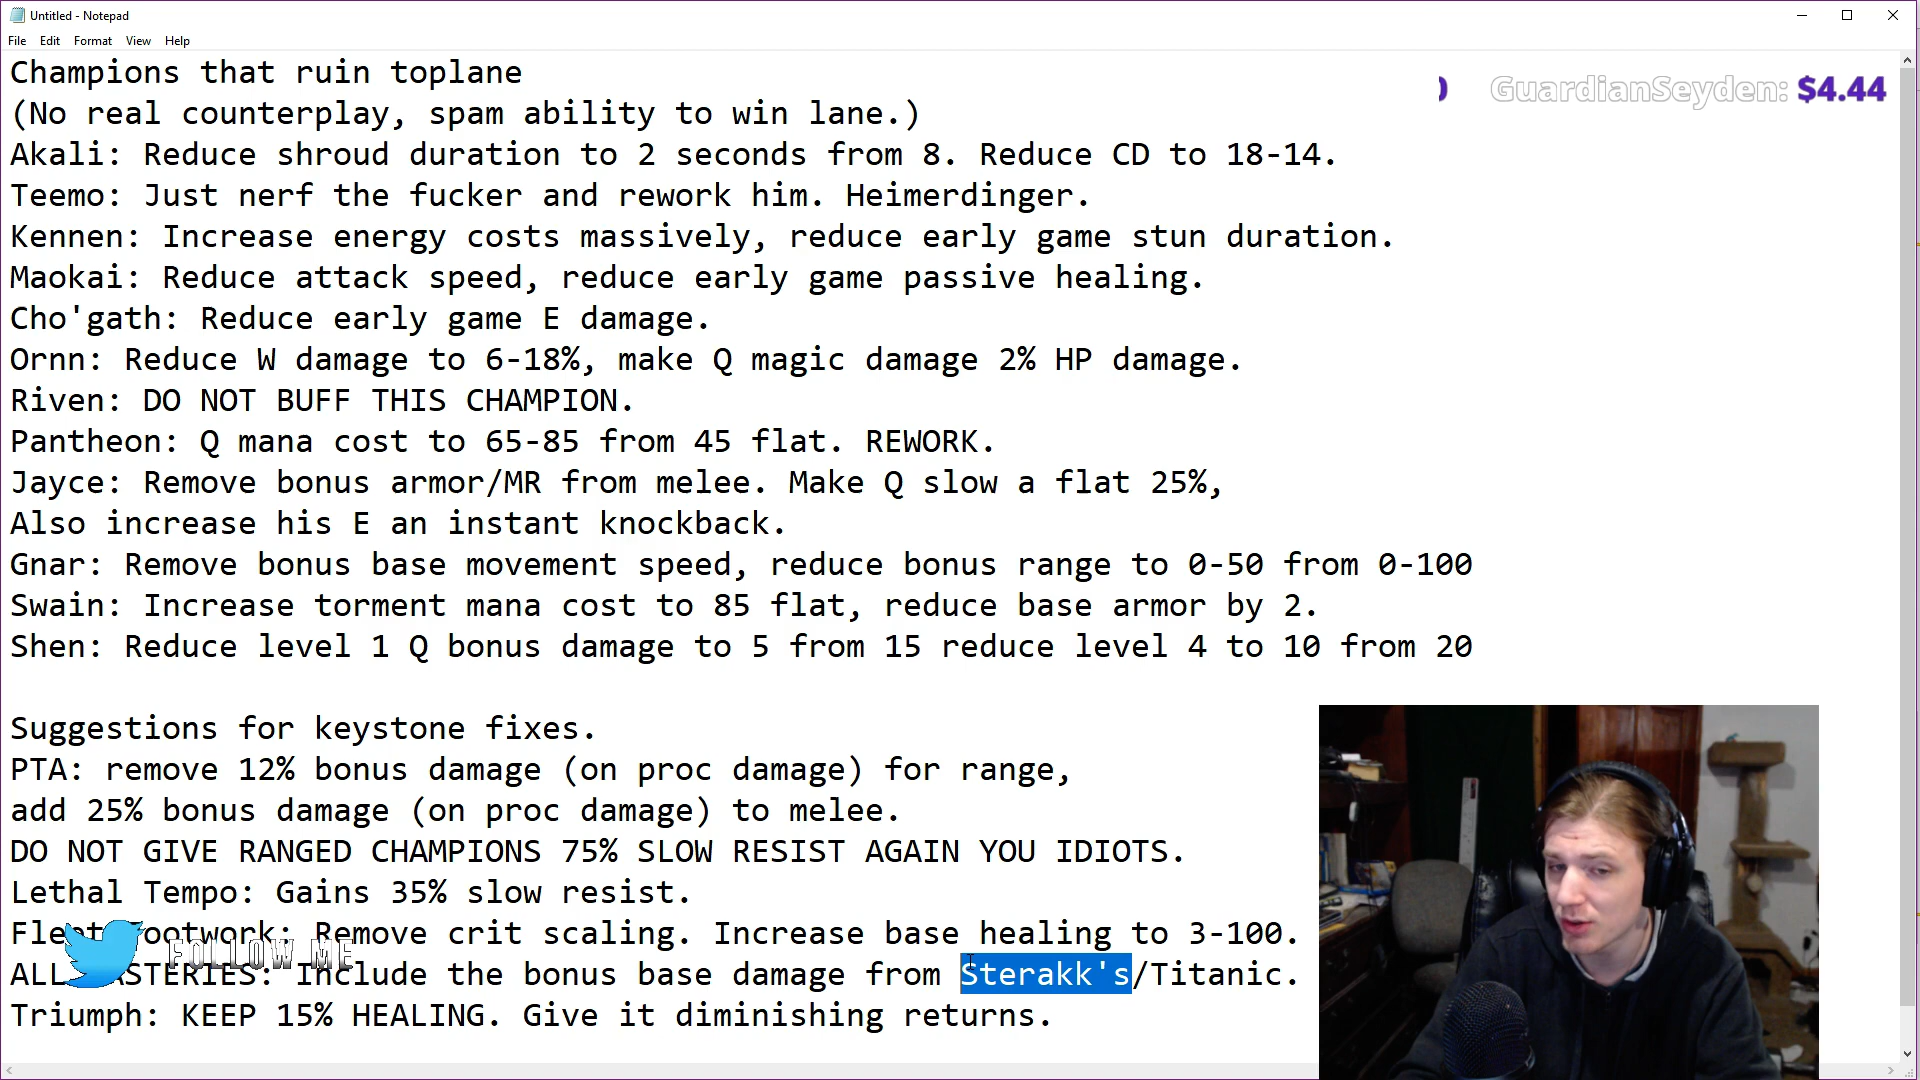 Untitled - Notepad
File Edit Format View Help
Champions that ruin toplane
GuardianSeyden: $4.44
(No real counterplay, spam ability to win lane.)
Akali: Reduce shroud duration to 2 seconds from 8. Reduce CD to 18-14.
Teemo: Just nerf the fucker and rework him. Heimerdinger.
Kennen: Increase energy costs massively, reduce early game stun duration.
Maokai: Reduce attack speed, reduce early game passive healing.
Cho'gath: Reduce early game E damage.
Ornn: Reduce W damage to 6-18%, make Q magic damage 2% HP damage.
Riven: DO NOT BUFF THIS CHAMPION.
Pantheon: Q mana cost to 65-85 from 45 flat. REWORK.
Jayce: Remove bonus armor/MR from melee. Make Q slow a flat 25%,
Also increase his E an instant knockback.
Gnar: Remove bonus base movement speed, reduce bonus range to 0-50 from 0-100
Swain: Increase torment mana cost to 85 flat, reduce base armor by 2.
Shen: Reduce level 1 Q bonus damage to 5 from 15 reduce level 4 to 10 from 20
Suggestions for keystone fixes.
PTA: remove 12% bonus damage (on proc damage) for range,
add 25% bonus damage (on proc damage) to melee.
DO NOT GIVE RANGED CHAMPIONS 75% SLOW RESIST AGAIN YOU IDIOTS.
Lethal Tempo: Gains 35% slow resist.
Fleet Footwork: Remove crit scaling. Increase base healing to 3-100.
FOLLOW ME
ALL MASTERIES: Include the bonus base damage from Sterakk's/Titanic.
Triumph: KEEP 15% HEALING. Give it diminishing returns.